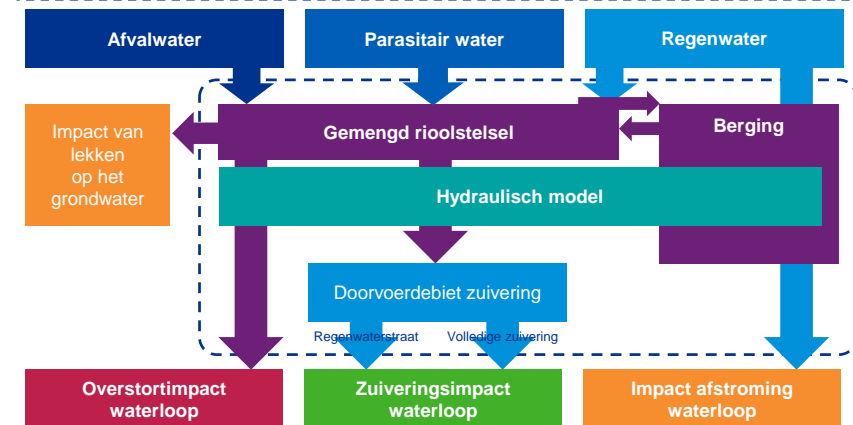 Afvalwater
Parasitair water
Regenwater
Impact van
lekken
op het
grondwater
Gemengd rioolstelsel
Berging
Hydraulisch model
Doorvoerdebiet zuivering
Regenwaterstraat
Volledige zuivering
Overstortimpact
waterloop
Zuiveringsimpact
waterloop
Impact afstroming
waterloop